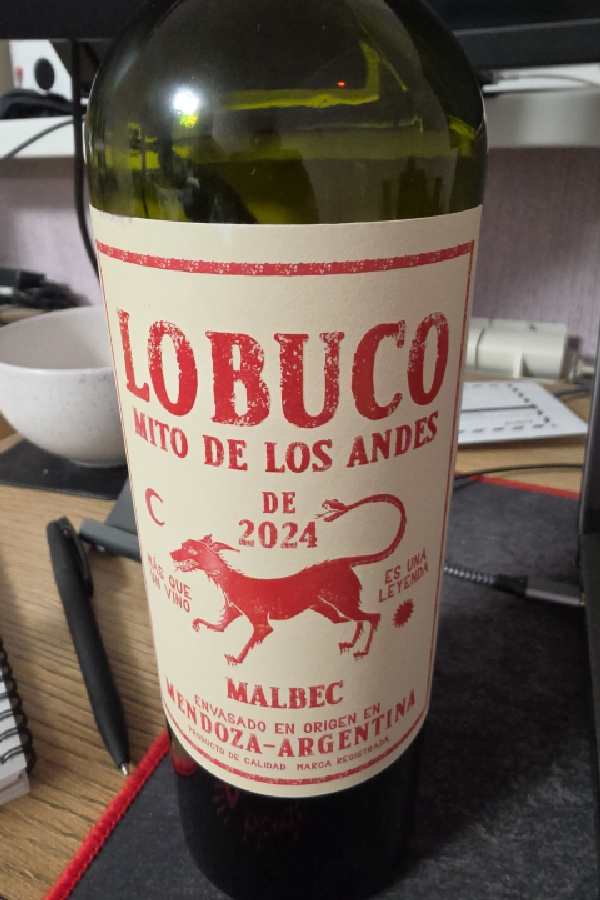 LOBUCO
MITO DE LOS ANDES
DE
2024
MÁS QUE
UN VINO
ES UNA
LEYENDA
MALBEC
ENVASADO EN ORIGEN EN
MENDOZA-ARGENTINA
PRODUCTO DE CALIDAD MARCA REGISTRADA